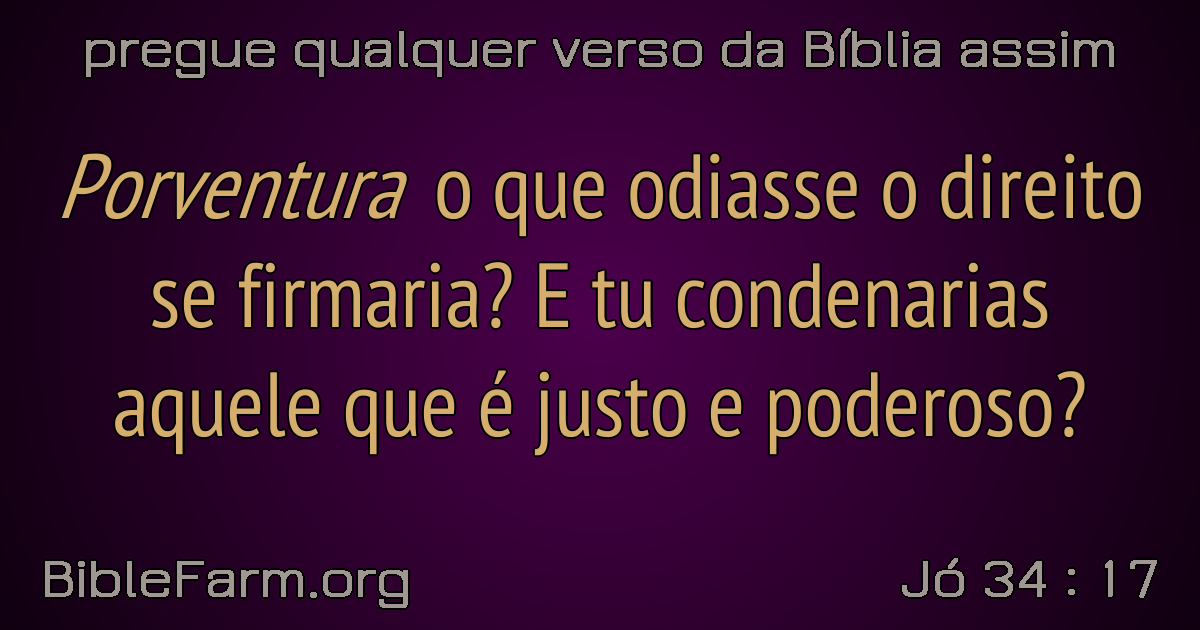 pregue qualquer verso da Bíblia assim
Porventura o que odiasse o direito
se firmaria? E tu condenarias
aquele que é justo e poderoso?
BibleFarm.org
Jó 34 : 17